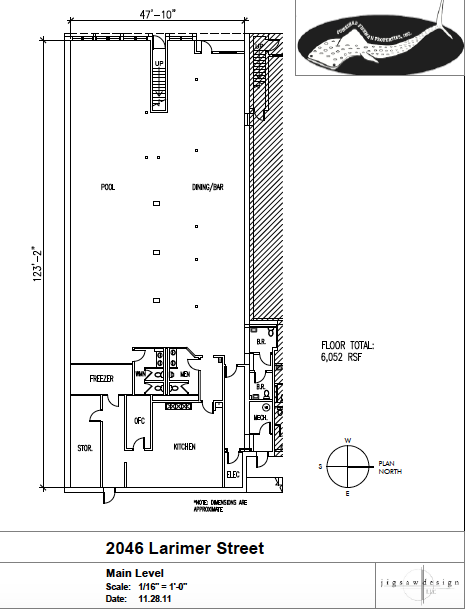 47'-10"
UP
UP
POOL
DINING/BAR
123'-2"
B.R.
FLOOR TOTAL:
6,052 RSF
WMN
MEN
FREEZER
B.R.
OFC
MECH.
STOR.
KITCHEN
W
S
PLAN
NORTH
E
ELEC
*NOTE: DIMENSIONS ARE
APPROXIMATE
2046 Larimer Street
Main Level
Scale: 1/16" = 1'-0"
Date: 11.28.11
jigsawdesign